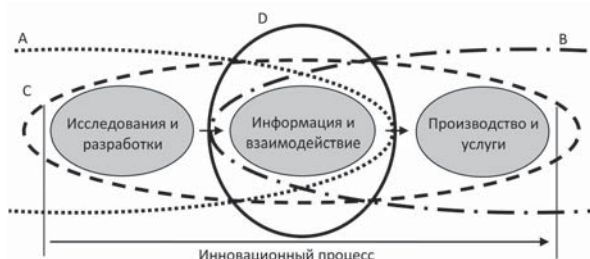 D
A
B
C
Исследования и
разработки
Информация и
взаимодействие
Производство и
услуги
Инновационный процесс